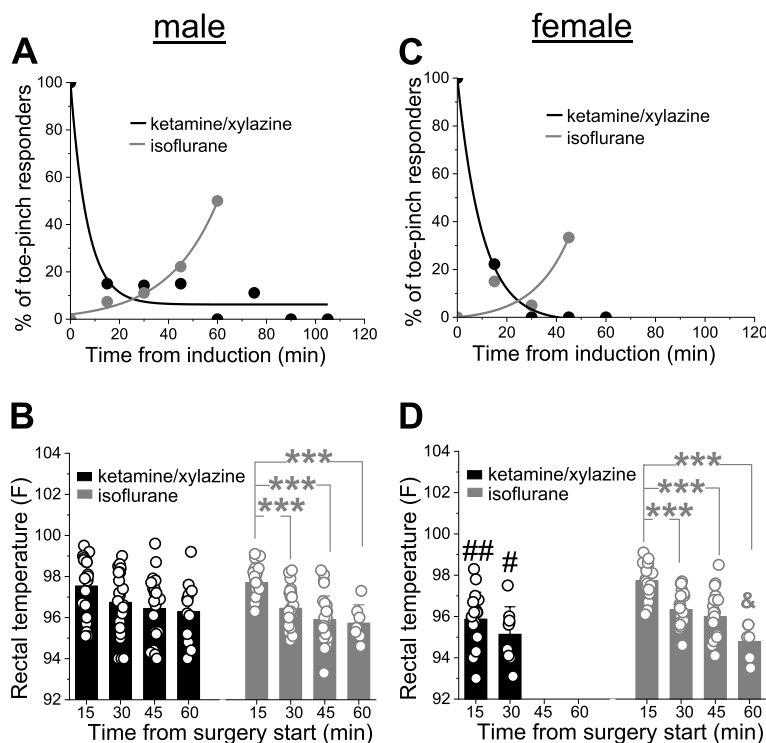 male
female
A
C
% of toe-pinch responders
100
80
60
40
20
0
ketamine/xylazine
isoflurane
0 20 40 60 80 100 120
Time from induction (min)
% of toe-pinch responders
100
80
60
40
20
0
ketamine/xylazine
isoflurane
0 20 40 60 80 100 120
Time from induction (min)
B
D
Rectal temperature (F)
104
102
100
98
96
94
92
ketamine/xylazine
isoflurane
***
***
***
15 30 45 60 15 30 45 60
Time from surgery start (min)
Rectal temperature (F)
104
102
100
98
96
94
92
ketamine/xylazine
isoflurane
***
***
***
##
#
&
15 30 45 60 15 30 45 60
Time from surgery start (min)